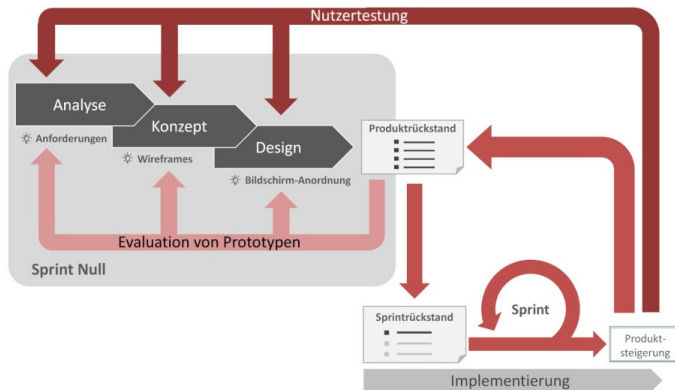 Nutzertestung
Analyse
Anforderungen
Konzept
Wireframes
Design
Bildschirm-Anordnung
Produktrückstand
Evaluation von Prototypen
Sprint Null
Sprintrückstand
Sprint
Produkt-
steigerung
Implementierung